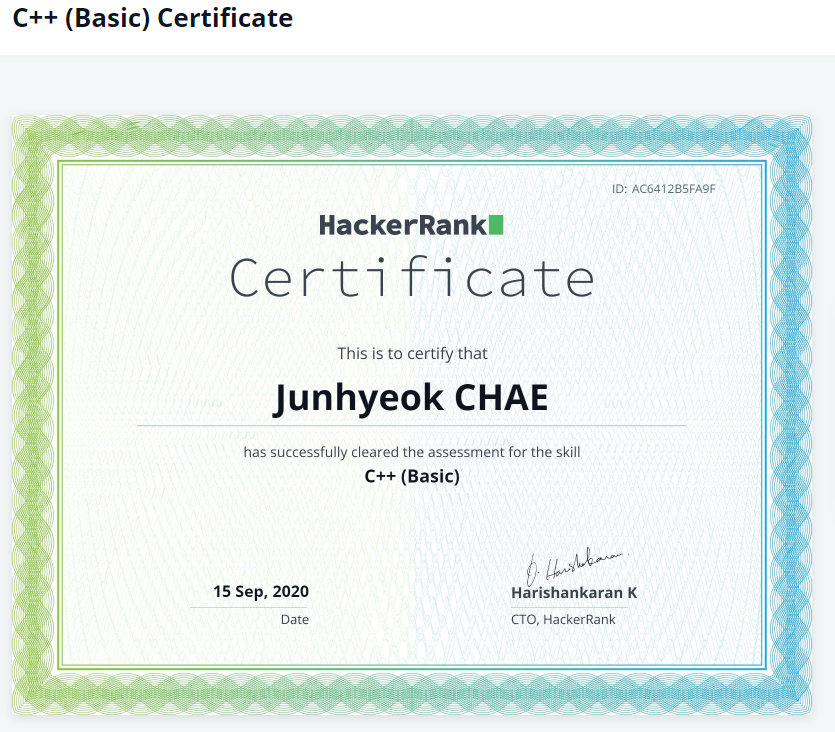 C++ (Basic) Certificate
ID: AC6412B5FA9F
HackerRank
Certificate
This is to certify that
Junhyeok CHAE
has successfully cleared the assessment for the skill
C++ (Basic)
15 Sep, 2020
Date
Harishankaran
Harishankaran K
CTO, HackerRank